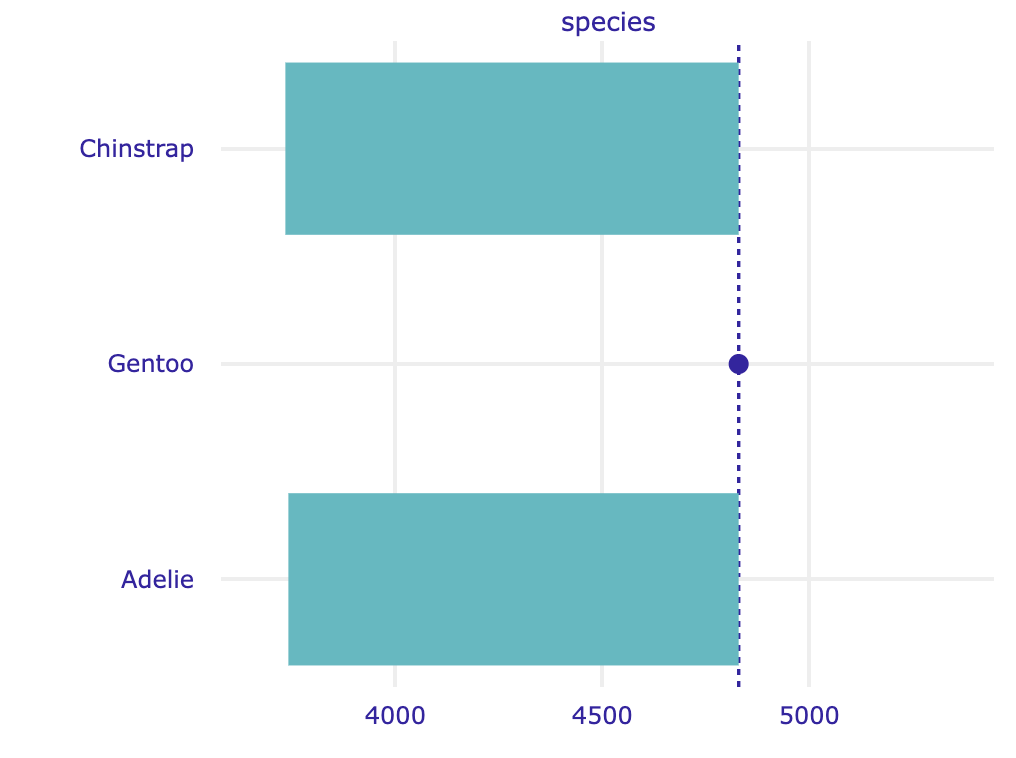 species
Chinstrap
Gentoo
Adelie
4000 4500 5000